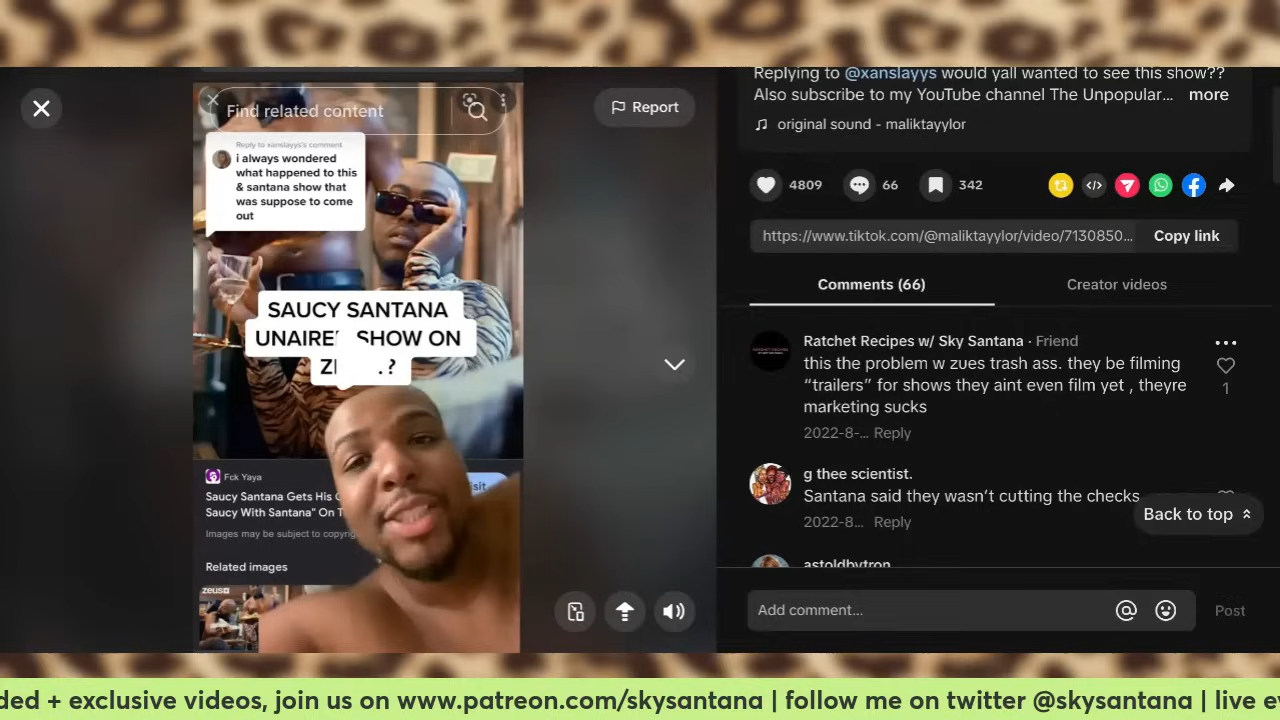 Find related content
Report
Reply to xanslayys's comment
i always wondered
what happened to this
& santana show that
was suppose to come
out
SAUCY SANTANA
UNAIRE SHOW ON
ZE .?
Fck Yaya
Saucy Santana Gets His
Saucy With Santana" On T
Images may be subject to copyrig
Related images
zeus
isit
Replying to @xanslayys would yall wanted to see this show??
Also subscribe to my YouTube channel The Unpopular... more
original sound - maliktayylor
4809 66 342
https://www.tiktok.com/@maliktayylor/video/7130850... Copy link
Comments (66) Creator videos
Ratchet Recipes w/ Sky Santana · Friend
this the problem w zues trash ass. they be filming
“trailers” for shows they aint even film yet , theyre
marketing sucks
1
2022-8-... Reply
g thee scientist.
Santana said they wasn’t cutting the checks
2022-8... Reply
Back to top
astoldbytron
Add comment... Post
ded + exclusive videos, join us on www.patreon.com/skysantana | follow me on twitter @skysantana | live e